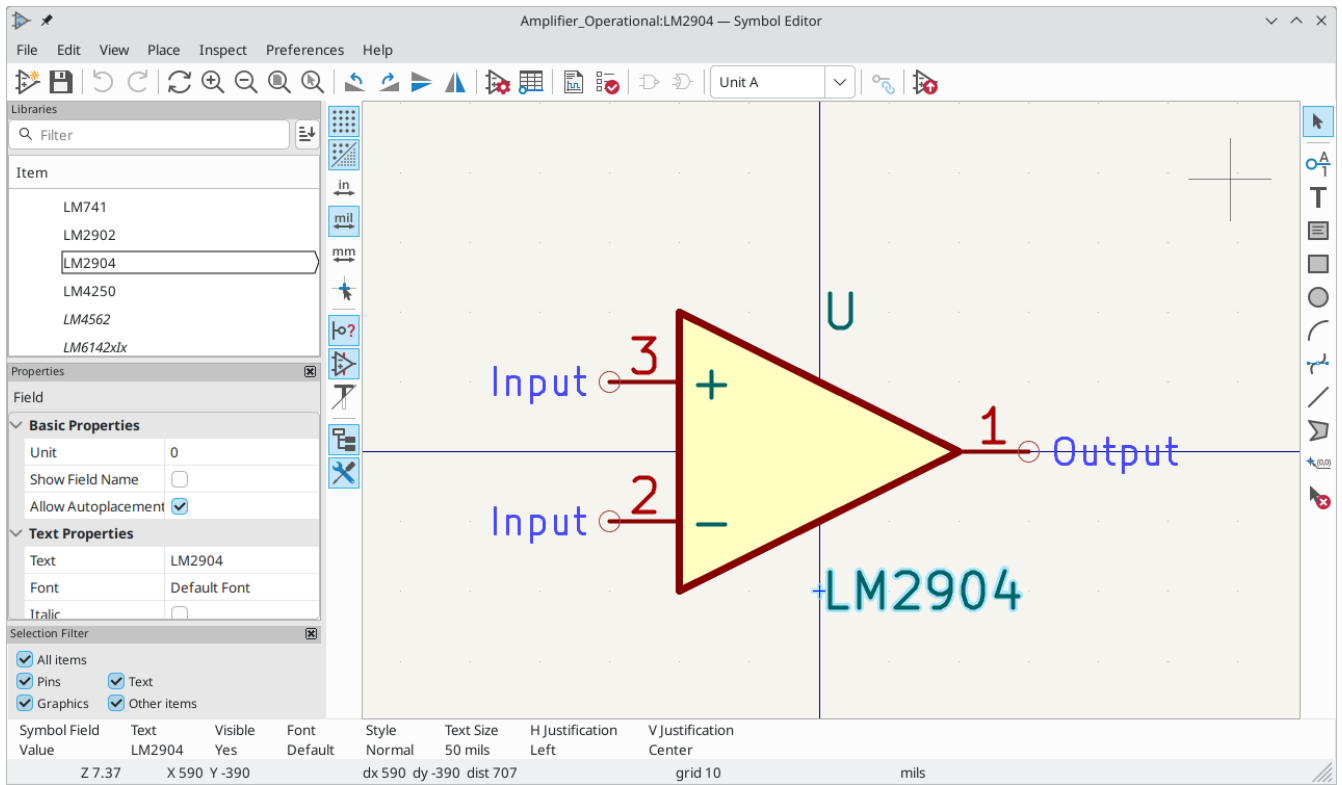 Amplifier_Operational:LM2904 — Symbol Editor
File Edit View Place Inspect Preferences Help
Unit A
Libraries
Filter
Item
LM741
LM2902
LM2904
LM4250
LM4562
LM6142xIx
Properties
Field
Basic Properties
Unit 0
Show Field Name
Allow Autoplacement
Text Properties
Text LM2904
Font Default Font
Italic
Selection Filter
All items
Pins Text
Graphics Other items
in
mil
mm
U
3
Input +
1
Output
2
Input −
LM2904
A
1
T
(0,0)
Symbol Field Text Visible Font Style Text Size H Justification V Justification
Value LM2904 Yes Default Normal 50 mils Left Center
Z 7.37 X 590 Y -390 dx 590 dy -390 dist 707 grid 10 mils